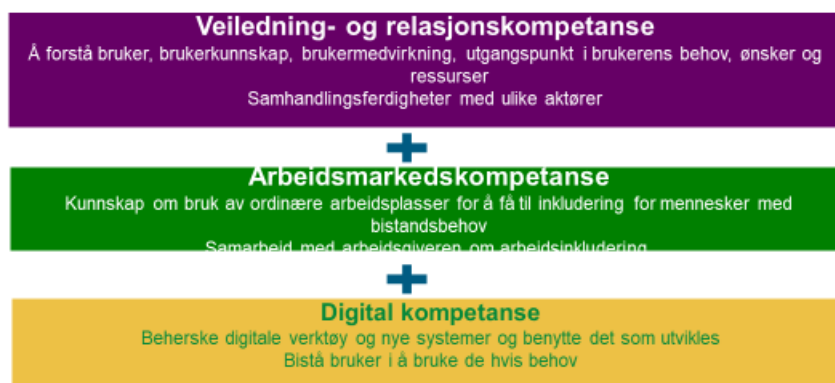 Veiledning- og relasjonskompetanse
Å forstå bruker, brukerkunnskap, brukermedvirkning, utgangspunkt i brukerens behov, ønsker og
ressurser
Samhandlingsferdigheter med ulike aktører
Arbeidsmarkedskompetanse
Kunnskap om bruk av ordinære arbeidsplasser for å få til inkludering for mennesker med
bistandsbehov
Samarbeid med arbeidsgiveren om arbeidsinkludering
Digital kompetanse
Beherske digitale verktøy og nye systemer og benytte det som utvikles
Bistå bruker i å bruke de hvis behov